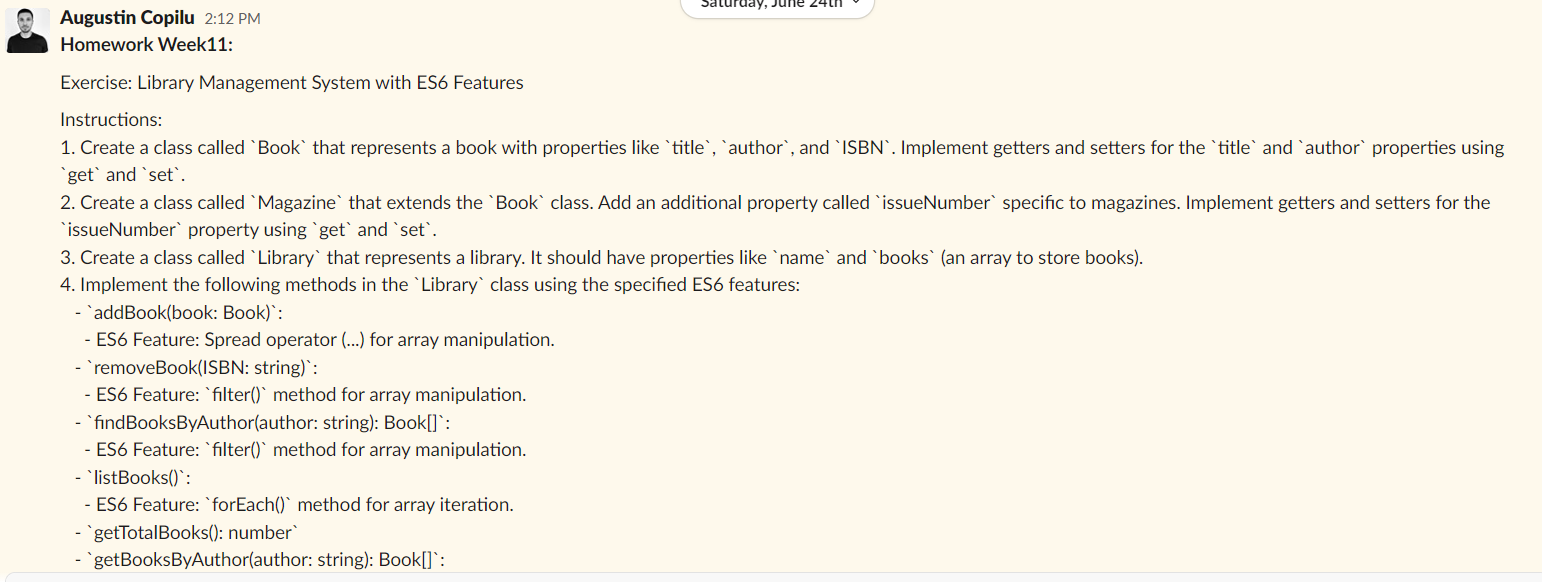 Saturday, June 24th
Augustin Copilu 2:12 PM
Homework Week11:
Exercise: Library Management System with ES6 Features
Instructions:
1. Create a class called `Book` that represents a book with properties like `title`, `author`, and `ISBN`. Implement getters and setters for the `title` and `author` properties using
`get` and `set`.
2. Create a class called `Magazine` that extends the `Book` class. Add an additional property called `issueNumber` specific to magazines. Implement getters and setters for the
`issueNumber` property using `get` and `set`.
3. Create a class called `Library` that represents a library. It should have properties like `name` and `books` (an array to store books).
4. Implement the following methods in the `Library` class using the specified ES6 features:
- `addBook(book: Book)`:
- ES6 Feature: Spread operator (...) for array manipulation.
- `removeBook(ISBN: string)`:
- ES6 Feature: `filter()` method for array manipulation.
- `findBooksByAuthor(author: string): Book[]`:
- ES6 Feature: `filter()` method for array manipulation.
- `listBooks()`:
- ES6 Feature: `forEach()` method for array iteration.
- `getTotalBooks(): number`
- `getBooksByAuthor(author: string): Book[]`: